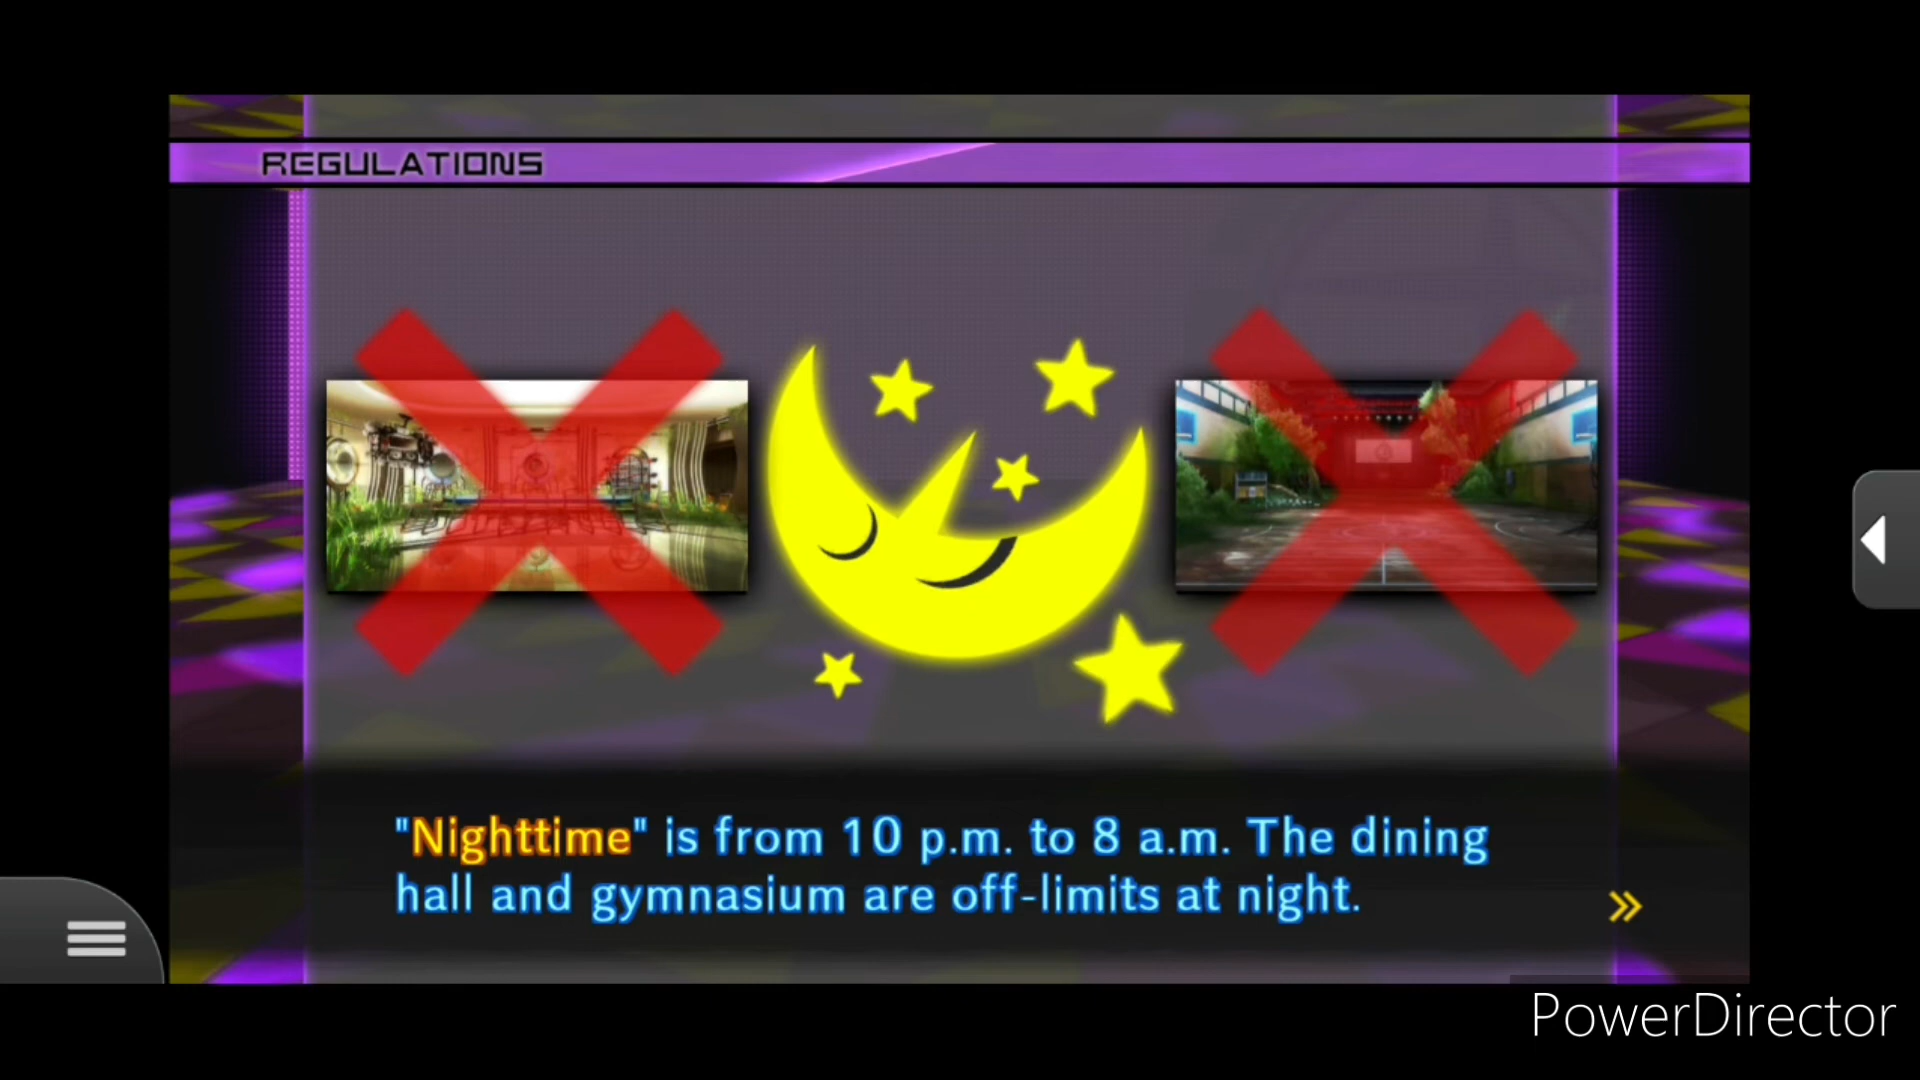 REGULATIONS
"Nighttime" is from 10 p.m. to 8 a.m. The dining
hall and gymnasium are off-limits at night.
PowerDirector